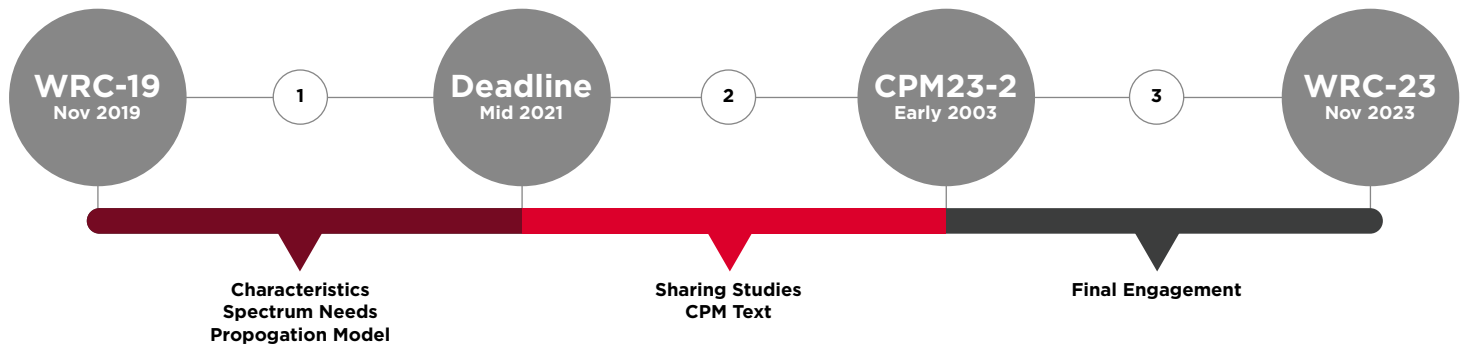 WRC-19
Nov 2019
1
Deadline
Mid 2021
2
CPM23-2
Early 2003
3
WRC-23
Nov 2023
Characteristics
Spectrum Needs
Propogation Model
Sharing Studies
CPM Text
Final Engagement